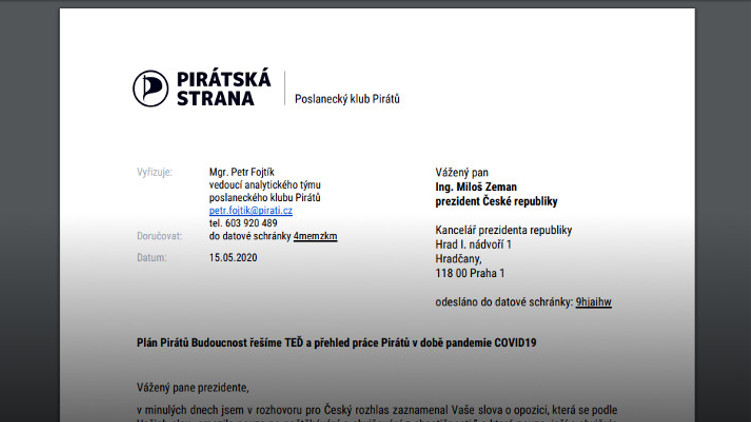 PIRÁTSKÁ
STRANA
Poslanecký klub Pirátů
Vyřizuje:
Mgr. Petr Fojtík
vedoucí analytického týmu
poslaneckého klubu Pirátů
petr.fojtik@pirati.cz
tel. 603 920 489
Doručovat:
do datové schránky 4memzkm
Datum:
15.05.2020
Vážený pan
Ing. Miloš Zeman
prezident České republiky
Kancelář prezidenta republiky
Hrad I. nádvoří 1
Hradčany,
118 00 Praha 1
odesláno do datové schránky: 9hjaihw
Plán Pirátů Budoucnost řešíme TEĎ a přehled práce Pirátů v době pandemie COVID19
Vážený pane prezidente,
v minulých dnech jsem v rozhovoru pro Český rozhlas zaznamenal Vaše slova o opozici, která se podle